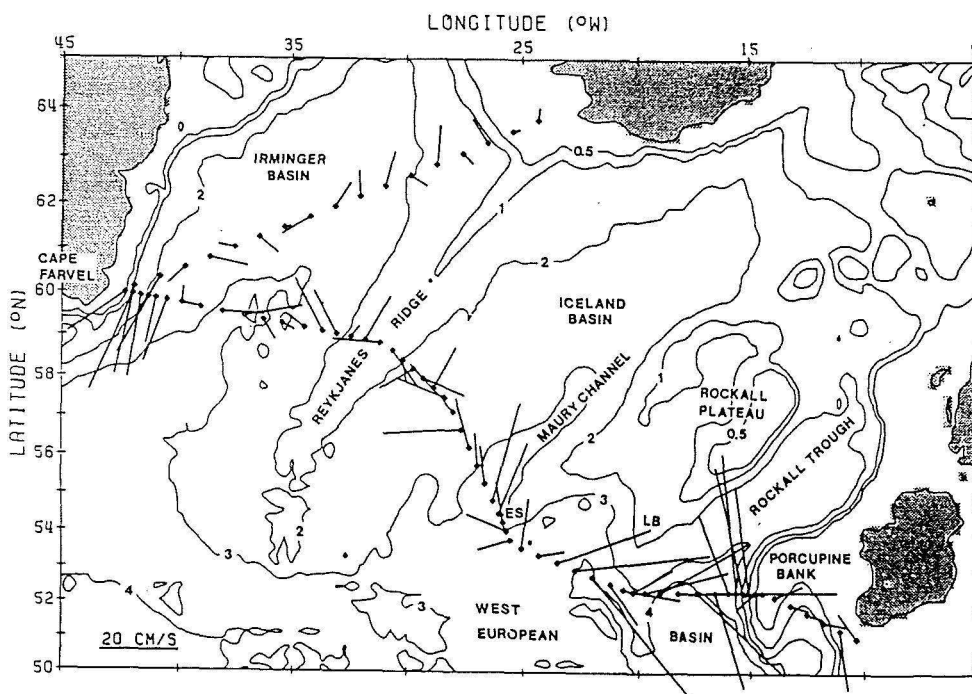 LONGITUDE (°W)
45 35 25 15
LATITUDE (°N)
64
62
60
58
56
54
52
50
IRMINGER
BASIN
0.5
2
1
CAPE
FARVEL
2
ICELAND
BASIN
REYKJANES RIDGE
MAURY CHANNEL
1
ROCKALL
PLATEAU
0.5
2
ROCKALL TROUGH
3
ES
LB
2
3
4
3
PORCUPINE
BANK
WEST
EUROPEAN
4
BASIN
20 CM/S